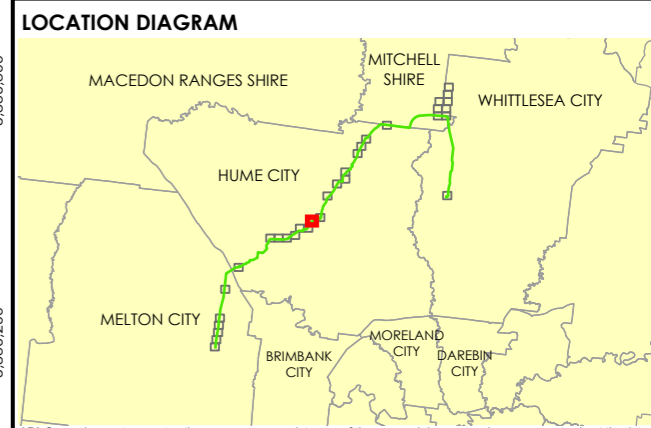 LOCATION DIAGRAM
MITCHELL
SHIRE
MACEDON RANGES SHIRE
WHITTLESEA CITY
HUME CITY
MELTON CITY
MORELAND
CITY
BRIMBANK
CITY
DAREBIN
CITY